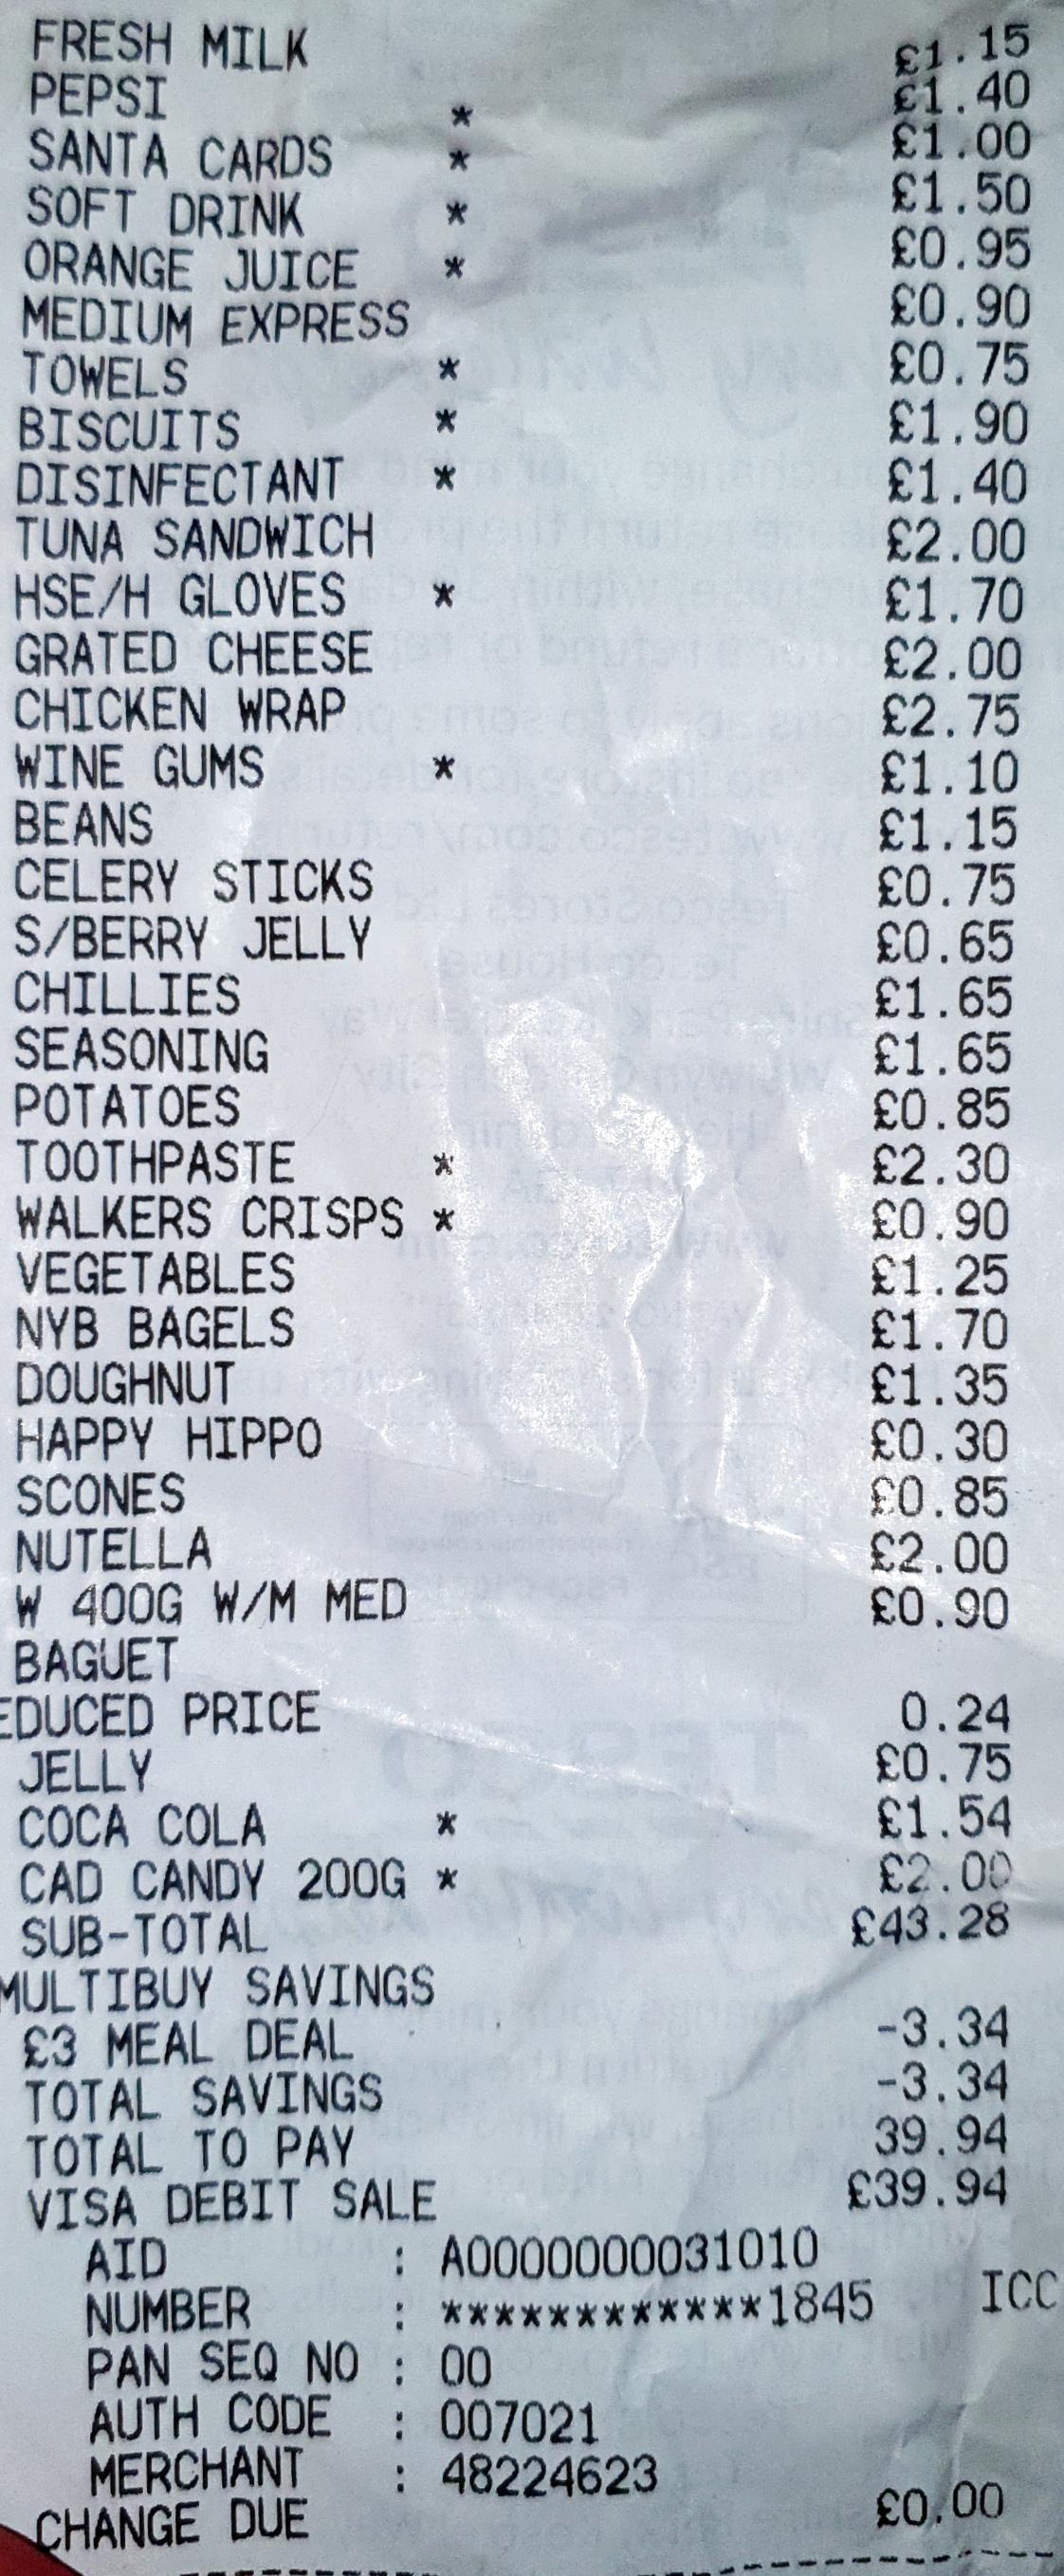 FRESH MILK £1.15
PEPSI * £1.40
SANTA CARDS * £1.00
SOFT DRINK * £1.50
ORANGE JUICE * £0.95
MEDIUM EXPRESS £0.90
TOWELS * £0.75
BISCUITS * £1.90
DISINFECTANT * £1.40
TUNA SANDWICH £2.00
HSE/H GLOVES * £1.70
GRATED CHEESE £2.00
CHICKEN WRAP £2.75
WINE GUMS * £1.10
BEANS £1.15
CELERY STICKS £0.75
S/BERRY JELLY £0.65
CHILLIES £1.65
SEASONING £1.65
POTATOES £0.85
TOOTHPASTE * £2.30
WALKERS CRISPS * £0.90
VEGETABLES £1.25
NYB BAGELS £1.70
DOUGHNUT £1.35
HAPPY HIPPO £0.30
SCONES £0.85
NUTELLA £2.00
W 400G W/M MED £0.90
BAGUET
EDUCED PRICE 0.24
JELLY £0.75
COCA COLA * £1.54
CAD CANDY 200G * £2.00
SUB-TOTAL £43.28
MULTIBUY SAVINGS
£3 MEAL DEAL -3.34
TOTAL SAVINGS -3.34
TOTAL TO PAY 39.94
VISA DEBIT SALE £39.94
AID : A0000000031010
NUMBER : ************1845 ICC
PAN SEQ NO : 00
AUTH CODE : 007021
MERCHANT : 48224623
CHANGE DUE £0.00